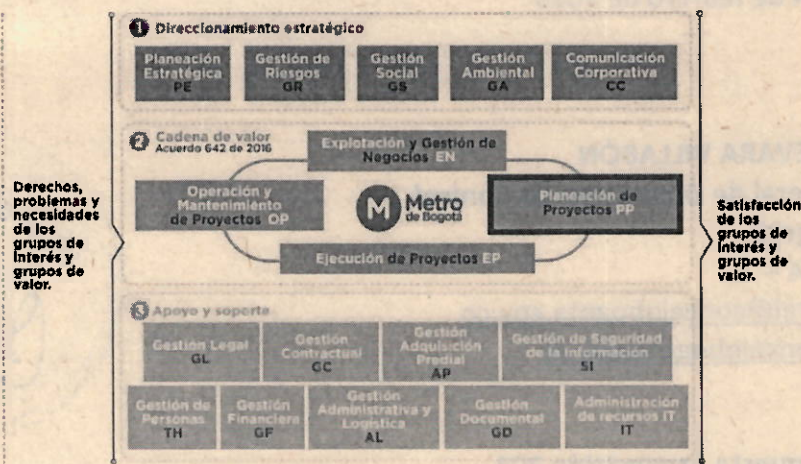 1 Direccionamiento estratégico
Planeación
Estratégica
PE
Gestión de
Riesgos
GR
Gestión
Social
GS
Gestión
Ambiental
GA
Comunicación
Corporativa
CC
2 Cadena de valor
Acuerdo 642 de 2016
Explotación y Gestión de
Negocios EN
Operación y
Mantenimiento
de Proyectos OP
M Metro
de Bogotá
Planeación de
Proyectos PP
Ejecución de Proyectos EP
Derechos,
problemas y
necesidades
de los
grupos de
interés y
grupos de
valor.
Satisfacción
de los
grupos de
interés y
grupos de
valor.
3 Apoyo y soporte
Gestión Legal
GL
Gestión
Contractual
GC
Gestión
Adquisición
Predial
AP
Gestión de Seguridad
de la Información
SI
Gestión de
Personas
TH
Gestión
Financiera
GF
Gestión
Administrativa y
Logística
AL
Gestión
Documental
GD
Administración
de recursos IT
IT